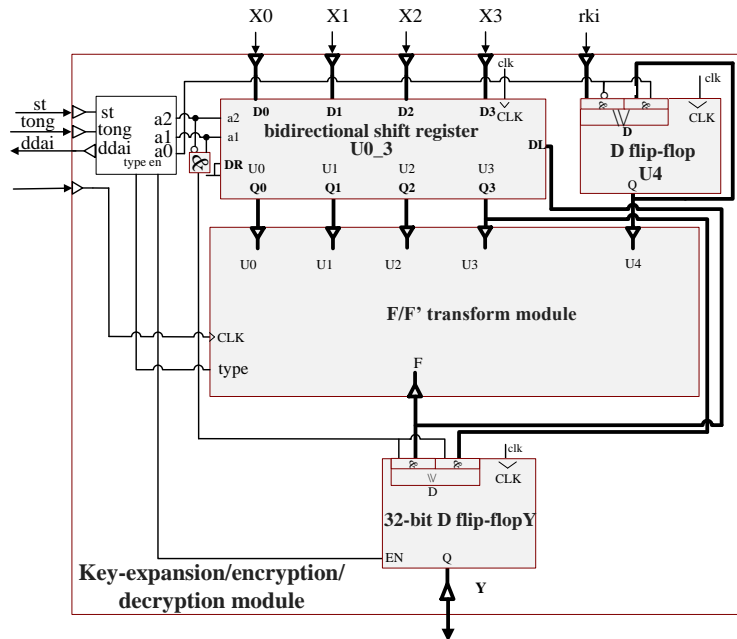 X0 X1 X2 X3 rki
clk clk
st st
tong tong
ddai ddai
type en
a2
a1
a0
&
D0 D1 D2 D3 CLK
a2 bidirectional shift register
a1 U0_3
DR DL
U0 U1 U2 U3
Q0 Q1 Q2 Q3
& &
\/
D
CLK
D flip-flop
U4
Q
U0 U1 U2 U3 U4
F/F' transform module
CLK
type
F
clk
& &
\/
D
CLK
32-bit D flip-flopY
EN Q
Key-expansion/encryption/
decryption module
Y